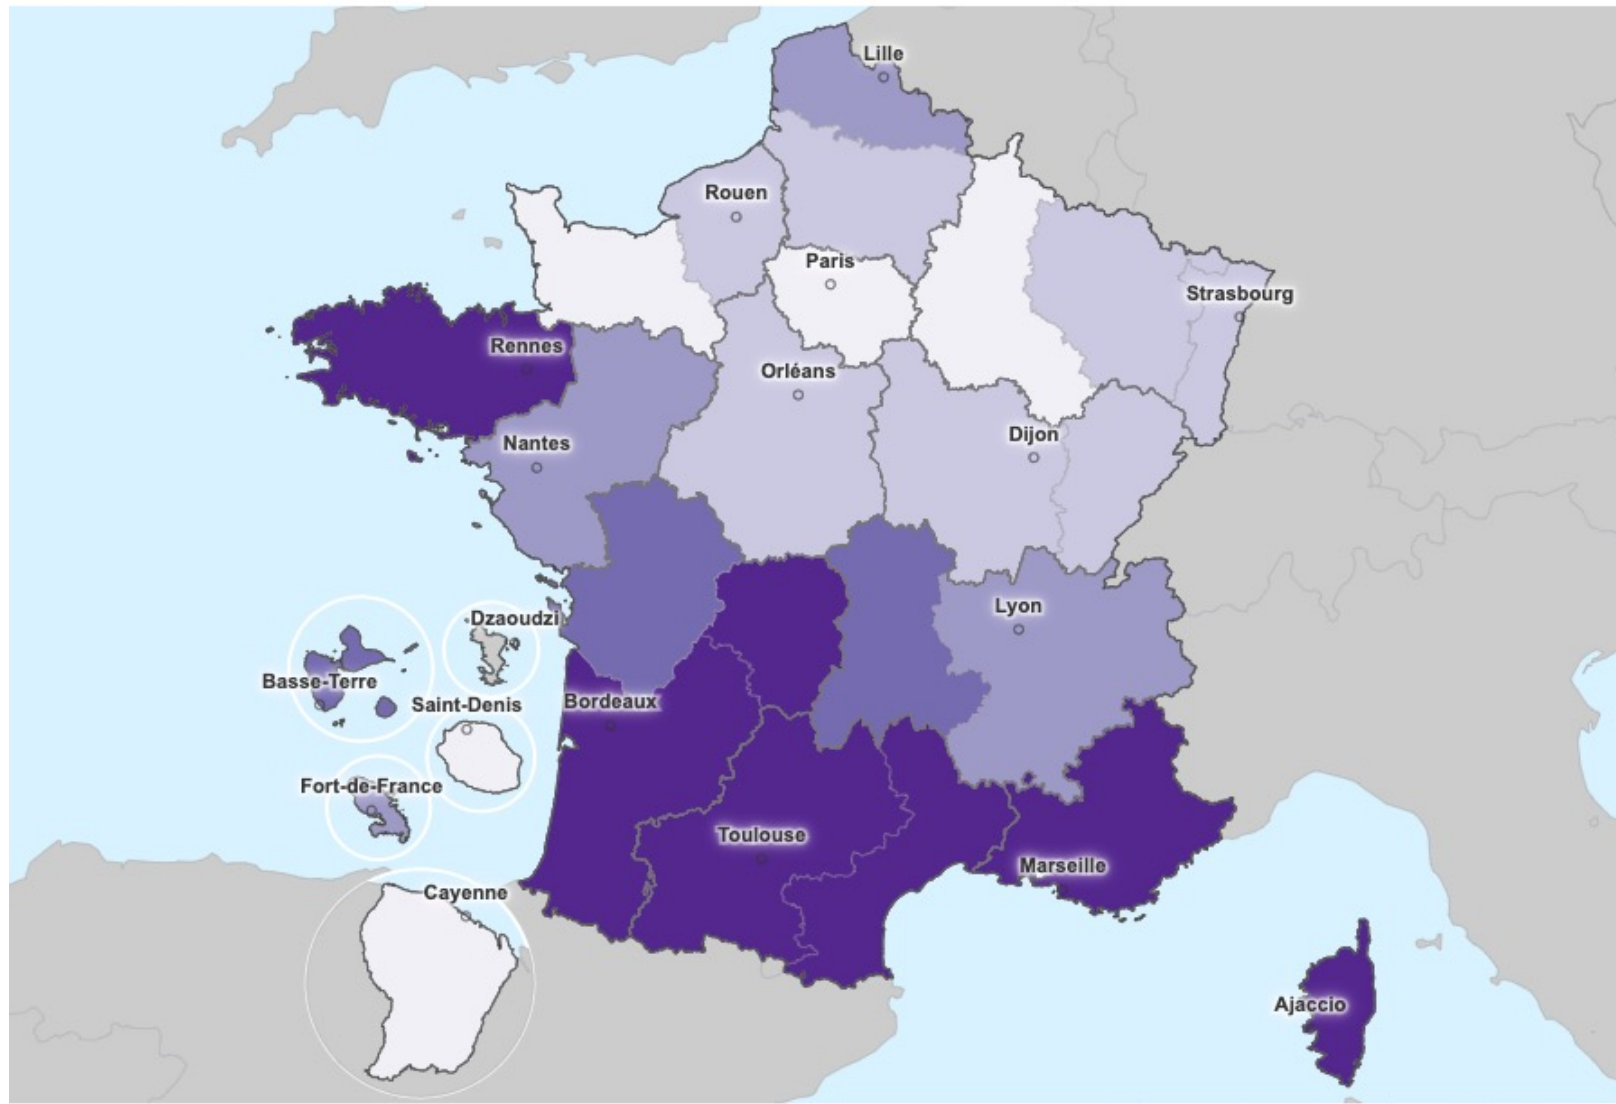 Lille
Rouen
Paris
Strasbourg
Rennes
Orléans
Dijon
Nantes
Lyon
Dzaoudzi
Basse-Terre
Saint-Denis
Bordeaux
Fort-de-France
Toulouse
Marseille
Cayenne
Ajaccio